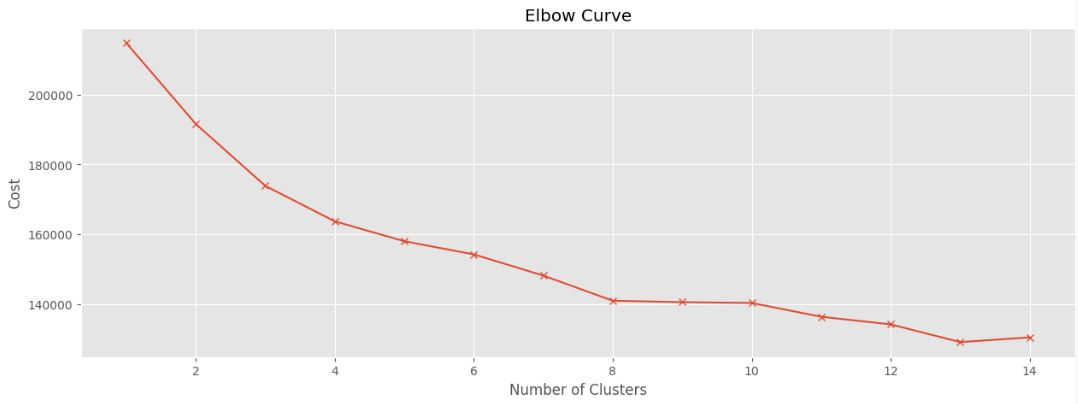 Elbow Curve
200000
180000
160000
140000
Cost
2 4 6 8 10 12 14
Number of Clusters